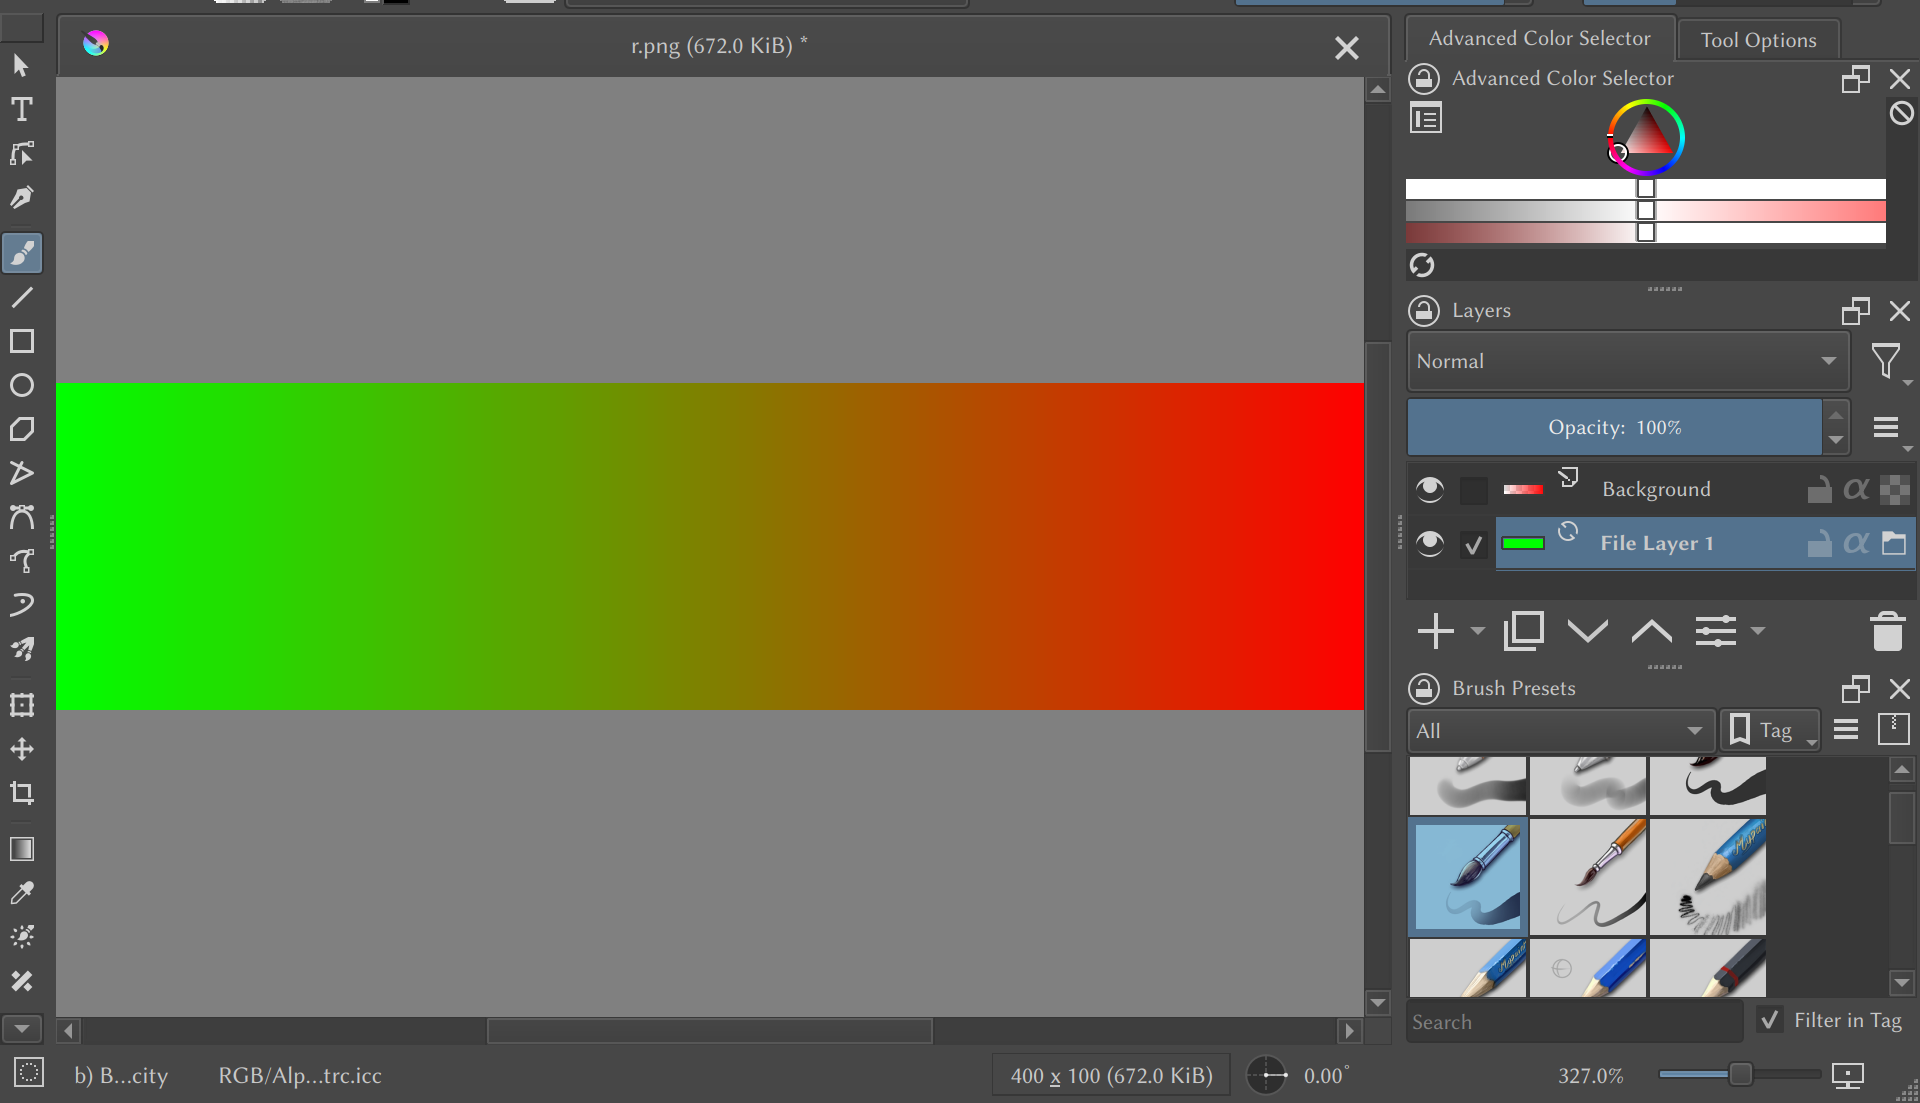 r.png (672.0 KiB) *
Advanced Color Selector
Tool Options
Advanced Color Selector
Layers
Normal
Opacity: 100%
Background
File Layer 1
Brush Presets
All
Tag
Search
Filter in Tag
b) B...city
RGB/Alp...trc.icc
400 x 100 (672.0 KiB)
0.00°
327.0%